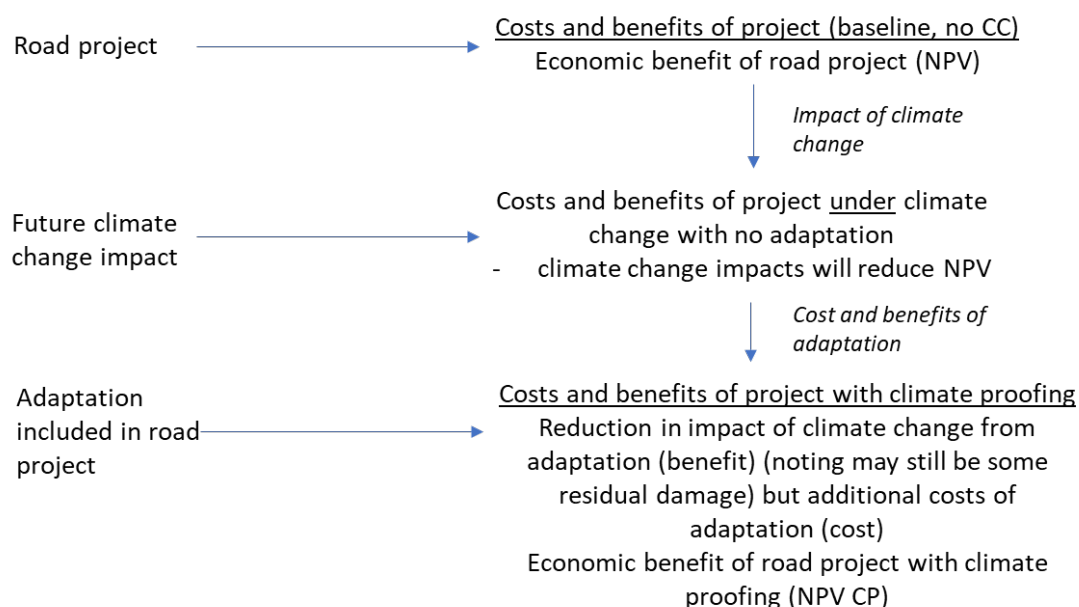 Road project
Costs and benefits of project (baseline, no CC)
Economic benefit of road project (NPV)
Impact of climate
change
Future climate
change impact
Costs and benefits of project under climate
change with no adaptation
- climate change impacts will reduce NPV
Cost and benefits of
adaptation
Adaptation
included in road
project
Costs and benefits of project with climate proofing
Reduction in impact of climate change from
adaptation (benefit) (noting may still be some
residual damage) but additional costs of
adaptation (cost)
Economic benefit of road project with climate
proofing (NPV CP)